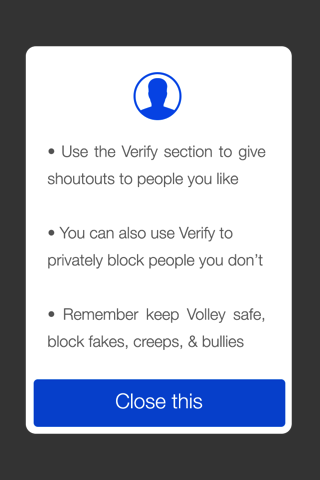 • Use the Verify section to give
shoutouts to people you like
• You can also use Verify to
privately block people you don’t
• Remember keep Volley safe,
block fakes, creeps, & bullies
Close this